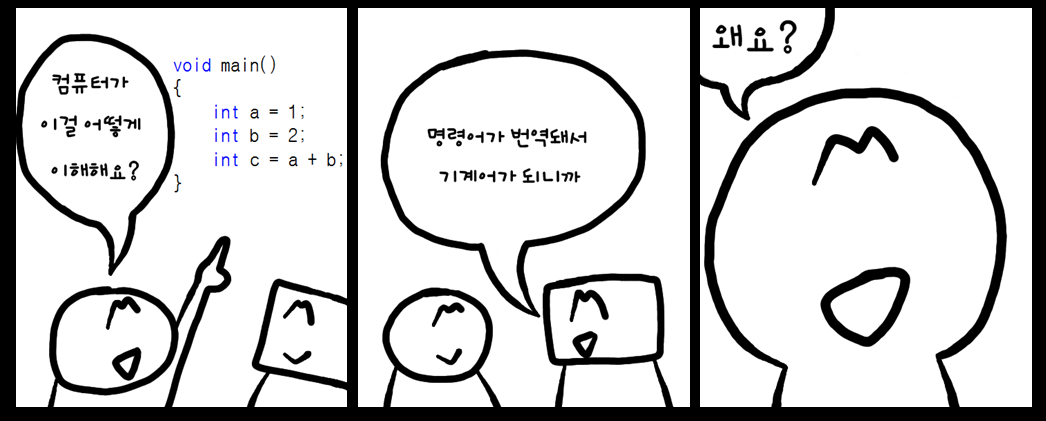 컴퓨터가
이걸 어떻게
이해해요?
void main()
{
    int a = 1;
    int b = 2;
    int c = a + b;
}
명령어가 번역돼서
기계어가 되니까
왜요?